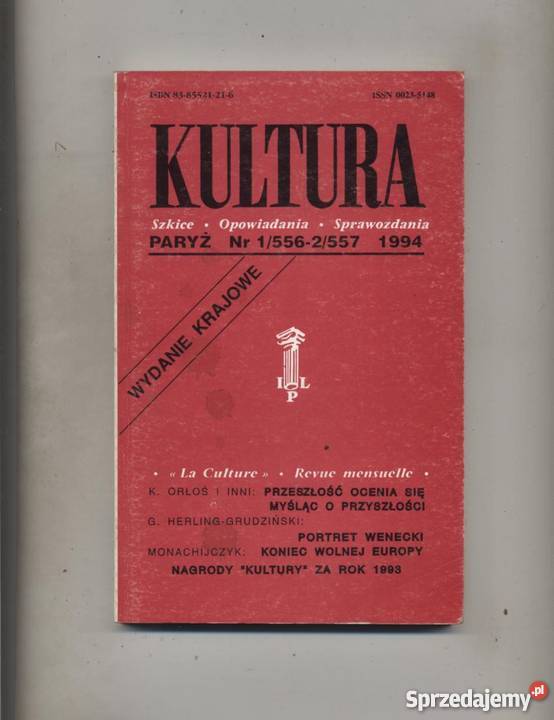 ISBN 83-85521-21-6 ISSN 0023-5148
KULTURA
Szkice • Opowiadania • Sprawozdania
PARYŻ Nr 1/556-2/557 1994
WYDANIE KRAJOWE
I L
P
• « La Culture » • Revue mensuelle •
K. ORŁOŚ I INNI: PRZESZŁOŚĆ OCENIA SIĘ
MYŚLĄC O PRZYSZŁOŚCI
G. HERLING-GRUDZIŃSKI:
PORTRET WENECKI
MONACHIJCZYK: KONIEC WOLNEJ EUROPY
NAGRODY "KULTURY" ZA ROK 1993
Sprzedajemy.pl